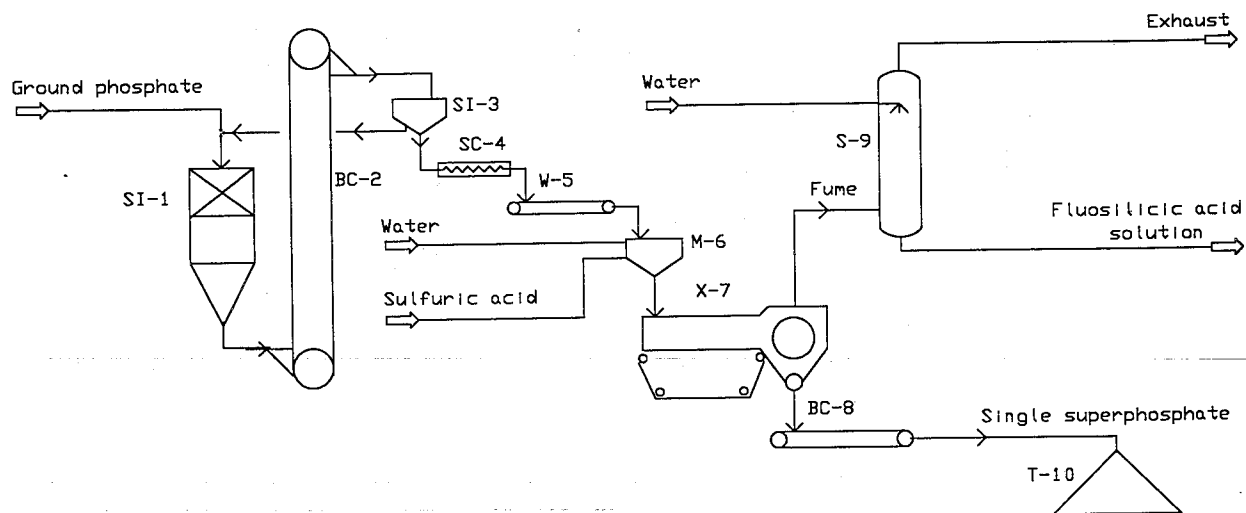 Exhaust
Ground phosphate
Water
SI-3
SC-4
S-9
SI-1
BC-2
W-5
Fume
Fluosilicic acid
solution
Water
M-6
X-7
Sulfuric acid
BC-8
Single superphosphate
T-10